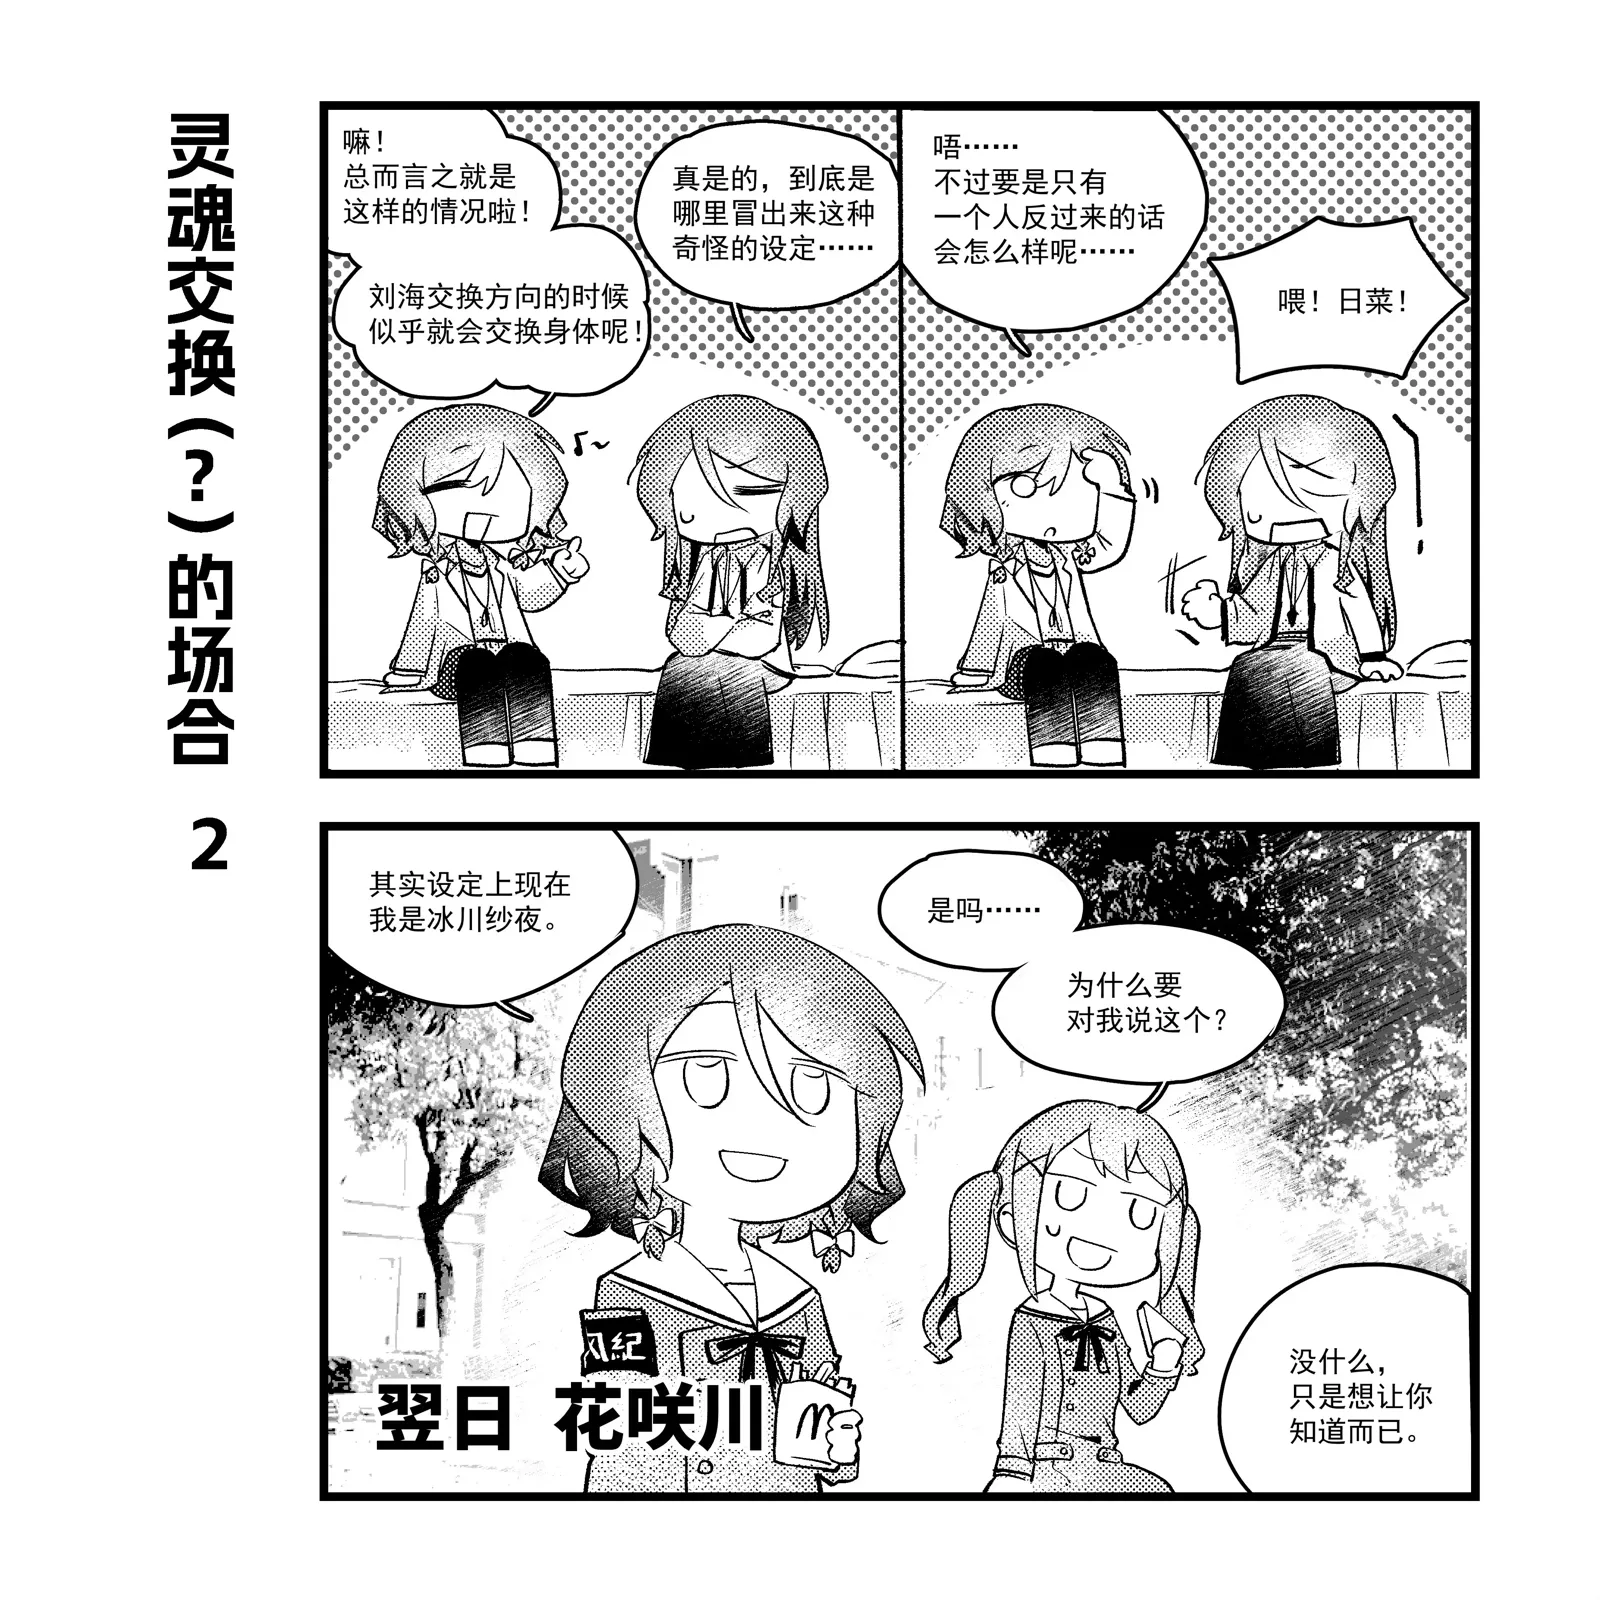 灵魂交换（？）的场合 2
嘛！
总而言之就是
这样的情况啦！
刘海交换方向的时候
似乎就会交换身体呢！
真是的，到底是
哪里冒出来这种
奇怪的设定……
唔……
不过要是只有
一个人反过来的话
会怎么样呢……
喂！日菜！
其实设定上现在
我是冰川纱夜。
是吗……
为什么要
对我说这个？
没什么，
只是想让你
知道而已。
风紀
翌日 花咲川